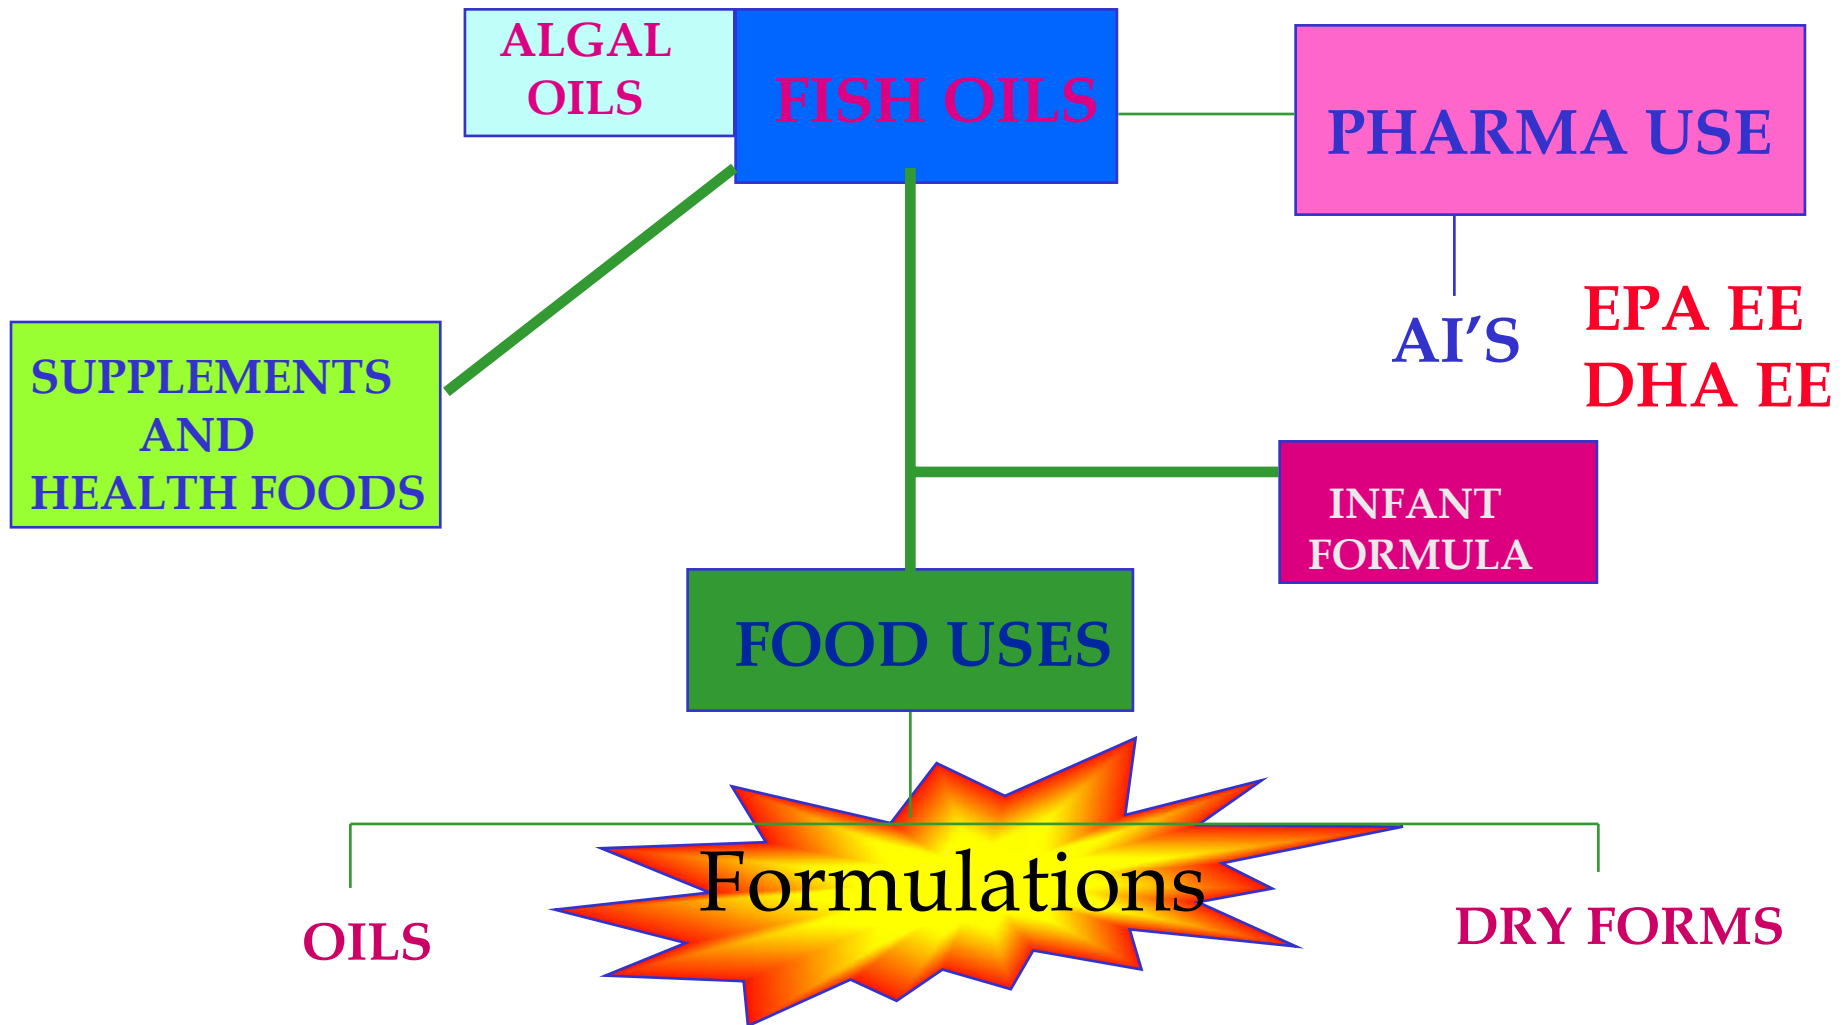 ALGAL
OILS
FISH OILS
PHARMA USE
AI’S
EPA EE
DHA EE
SUPPLEMENTS
AND
HEALTH FOODS
INFANT
FORMULA
FOOD USES
Formulations
OILS
DRY FORMS